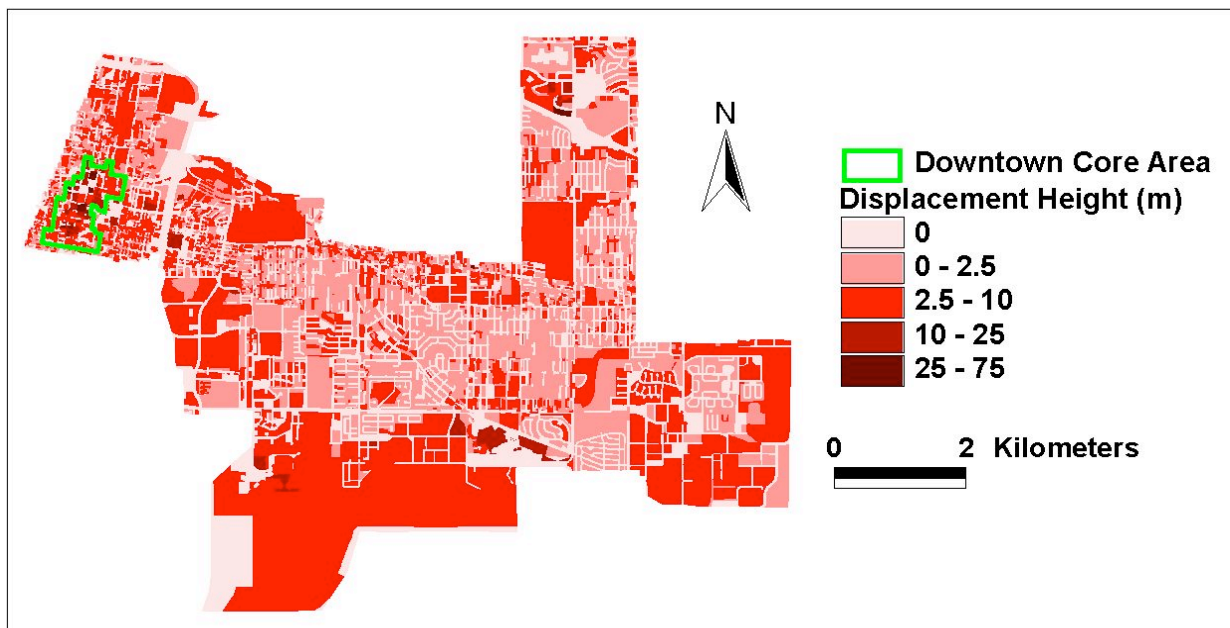 N
Downtown Core Area
Displacement Height (m)
0
0 - 2.5
2.5 - 10
10 - 25
25 - 75
0 2 Kilometers